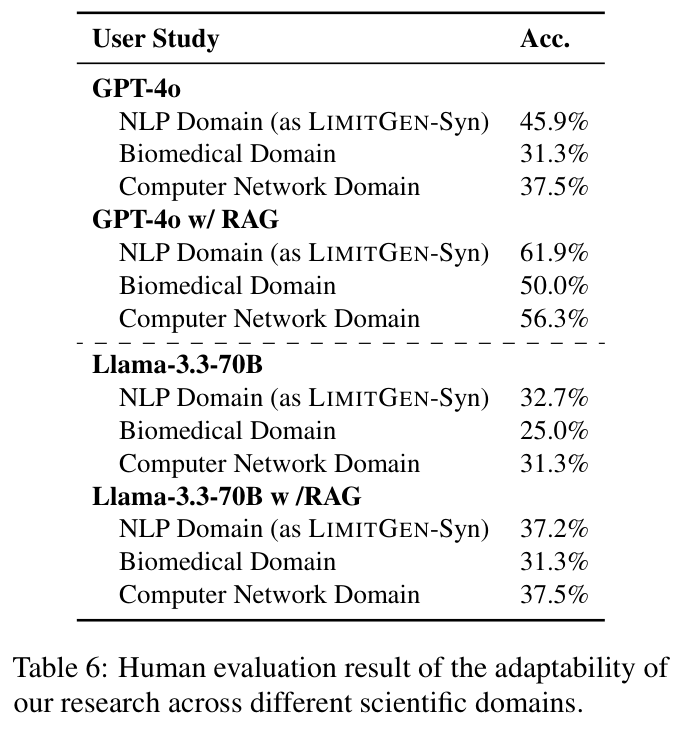 User Study Acc.
GPT-4o
NLP Domain (as LIMITGEN-Syn) 45.9%
Biomedical Domain 31.3%
Computer Network Domain 37.5%
GPT-4o w/ RAG
NLP Domain (as LIMITGEN-Syn) 61.9%
Biomedical Domain 50.0%
Computer Network Domain 56.3%
Llama-3.3-70B
NLP Domain (as LIMITGEN-Syn) 32.7%
Biomedical Domain 25.0%
Computer Network Domain 31.3%
Llama-3.3-70B w /RAG
NLP Domain (as LIMITGEN-Syn) 37.2%
Biomedical Domain 31.3%
Computer Network Domain 37.5%
Table 6: Human evaluation result of the adaptability of
our research across different scientific domains.